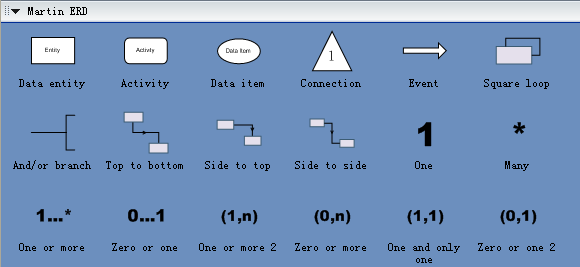 Martin ERD
Entity
Activity
Data Item
1
Data entity
Activity
Data item
Connection
Event
Square loop
1
*
And/or branch
Top to bottom
Side to top
Side to side
One
Many
1...*
0...1
(1,n)
(0,n)
(1,1)
(0,1)
One or more
Zero or one
One or more 2
Zero or more
One and only
one
Zero or one 2